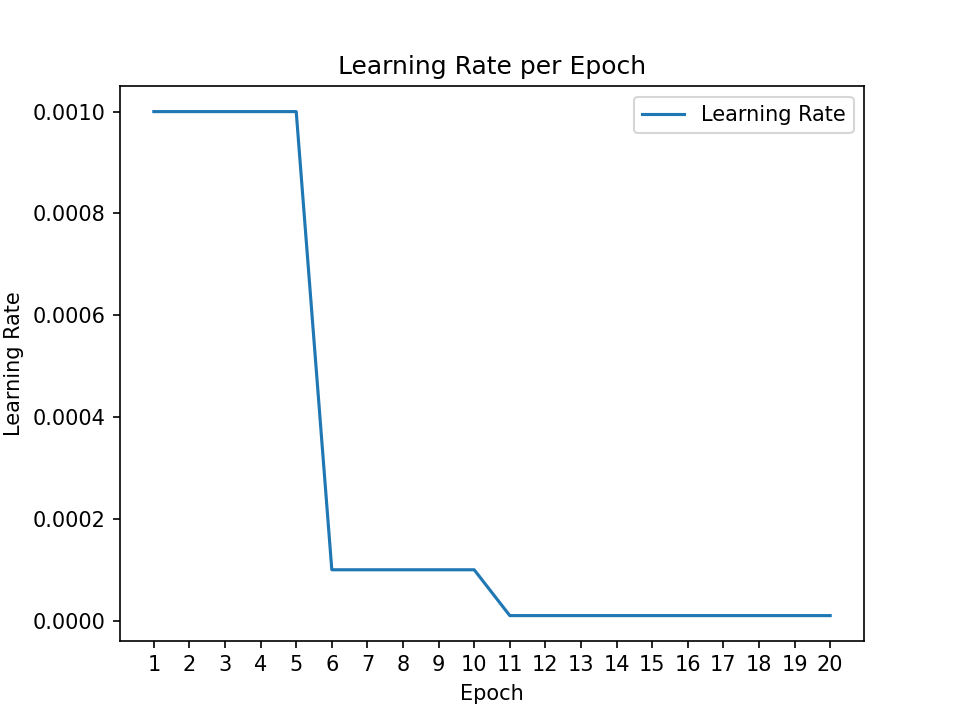 Learning Rate per Epoch
Learning Rate
0.0010
0.0008
0.0006
0.0004
0.0002
0.0000
Learning Rate
1 2 3 4 5 6 7 8 9 10 11 12 13 14 15 16 17 18 19 20
Epoch